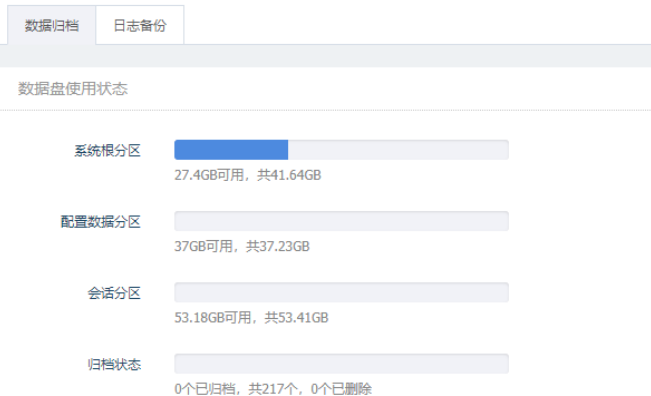 数据归档 日志备份
数据盘使用状态
系统根分区
27.4GB可用，共41.64GB
配置数据分区
37GB可用，共37.23GB
会话分区
53.18GB可用，共53.41GB
归档状态
0个已归档，共217个，0个已删除